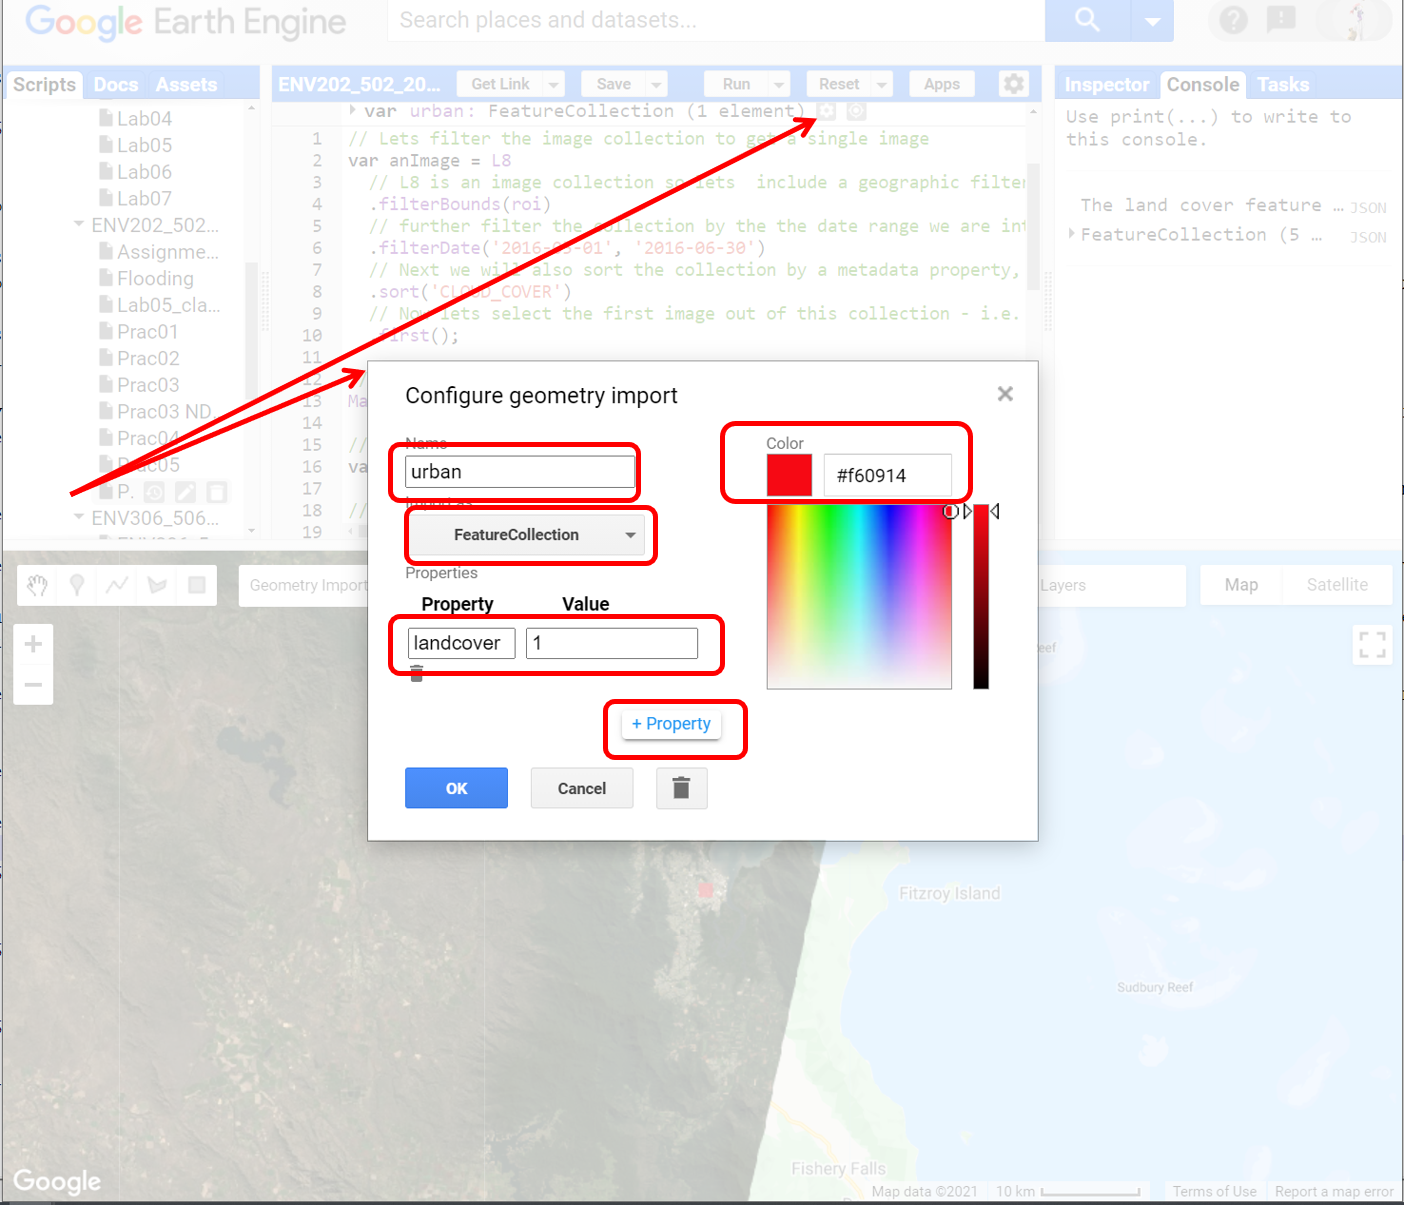 Google Earth Engine
Search places and datasets...
Scripts
Docs
Assets
Lab04
Lab05
Lab06
Lab07
ENV202_502...
Assignme...
Flooding
Lab05_cla...
Prac01
Prac02
Prac03
Prac03 ND
Prac04
Prac05
P.
ENV306_506...
ENV202_502_20...
Get Link
Save
Run
Reset
Apps
var urban: FeatureCollection (1 element)
1 // Lets filter the image collection to get a single image
2 var anImage = L8
3 // L8 is an image collection so lets include a geographic filter
4 .filterBounds(roi)
5 // further filter the collection by the the date range we are int
6 .filterDate('2016-05-01', '2016-06-30')
7 // Next we will also sort the collection by a metadata property,
8 .sort('CLOUD_COVER')
9 // Now lets select the first image out of this collection - i.e.
10 .first();
11
12 /
13 Ma
14
15 //
16 va
17
18 //
19
Inspector
Console
Tasks
Use print(...) to write to
this console.
The land cover feature ... JSON
FeatureCollection (5 ... JSON
Configure geometry import
Name
urban
Import as
FeatureCollection
Properties
Property Value
landcover 1
+ Property
OK
Cancel
Color
#f60914
Geometry Import
Layers
Map
Satellite
eef
Fitzroy Island
Sudbury Reef
Fishery Falls
Google
Map data ©2021
10 km
Terms of Use
Report a map error